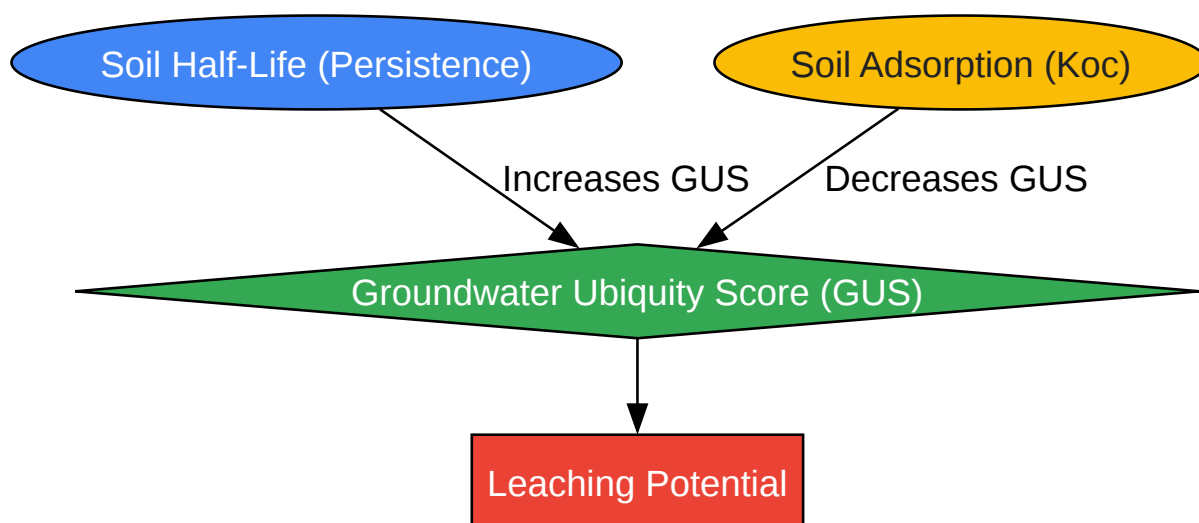 Soil Half-Life (Persistence)
Soil Adsorption (Koc)
Increases GUS
Decreases GUS
Groundwater Ubiquity Score (GUS)
Leaching Potential